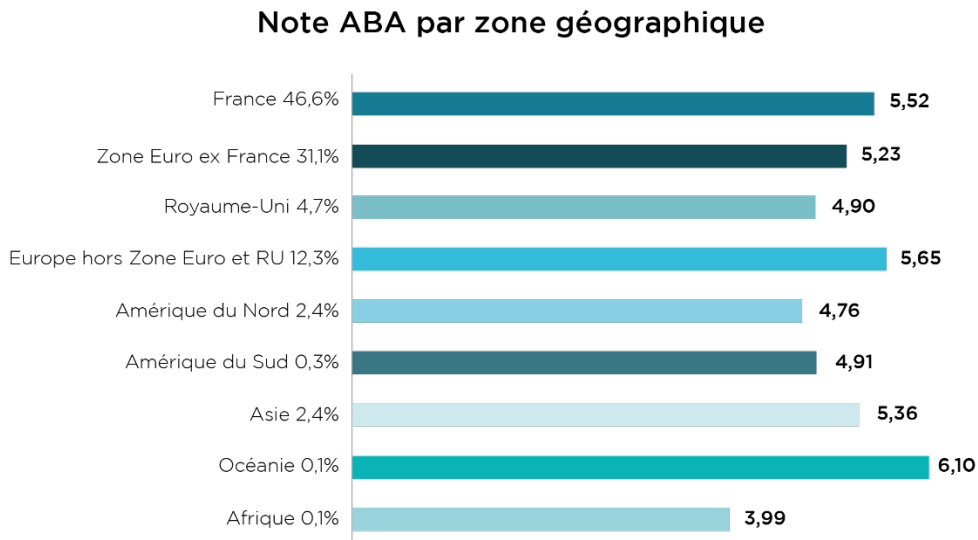 Note ABA par zone géographique
France 46,6% 5,52
Zone Euro ex France 31,1% 5,23
Royaume-Uni 4,7% 4,90
Europe hors Zone Euro et RU 12,3% 5,65
Amérique du Nord 2,4% 4,76
Amérique du Sud 0,3% 4,91
Asie 2,4% 5,36
Océanie 0,1% 6,10
Afrique 0,1% 3,99